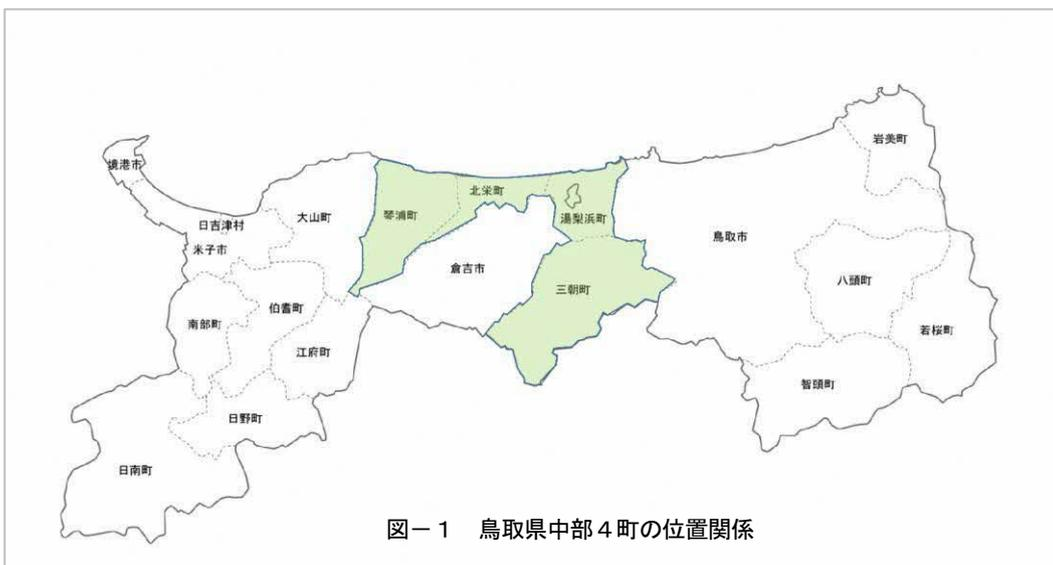 岩美町
境港市
北栄町
大山町
琴浦町
湯梨浜町
日吉津村
鳥取市
米子市
倉吉市
八頭町
三朝町
伯耆町
南部町
若桜町
江府町
智頭町
日野町
日南町
図－１　鳥取県中部４町の位置関係